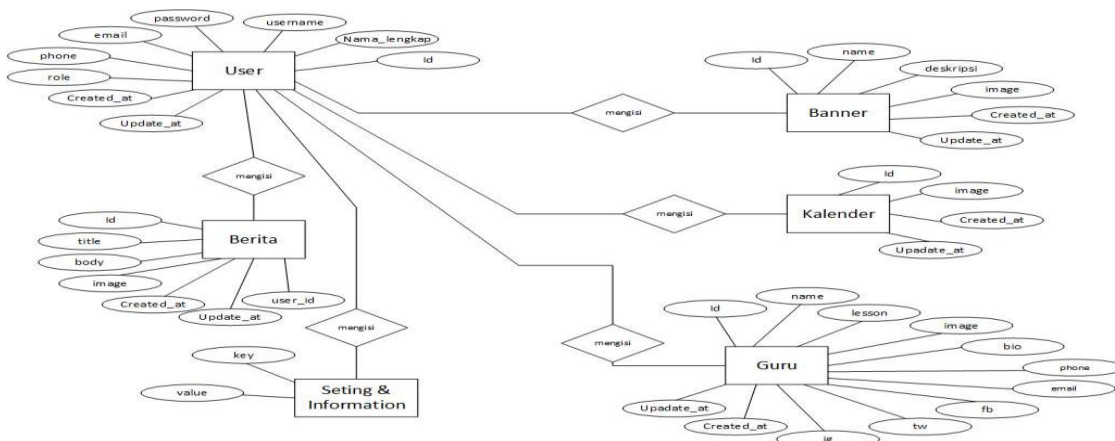 password
username
email
Nama_lengkap
phone
User
Id
role
Created_at
Update_at
name
Id
deskripsi
image
mengisi
Banner
Created_at
Update_at
mengisi
Id
image
mengisi
Kalender
Created_at
Upadate_at
Id
title
Berita
body
image
Created_at
user_id
Update_at
mengisi
key
value
Seting &
Information
name
Id
lesson
image
mengisi
bio
Guru
phone
email
Upadate_at
fb
Created_at
tw
ig